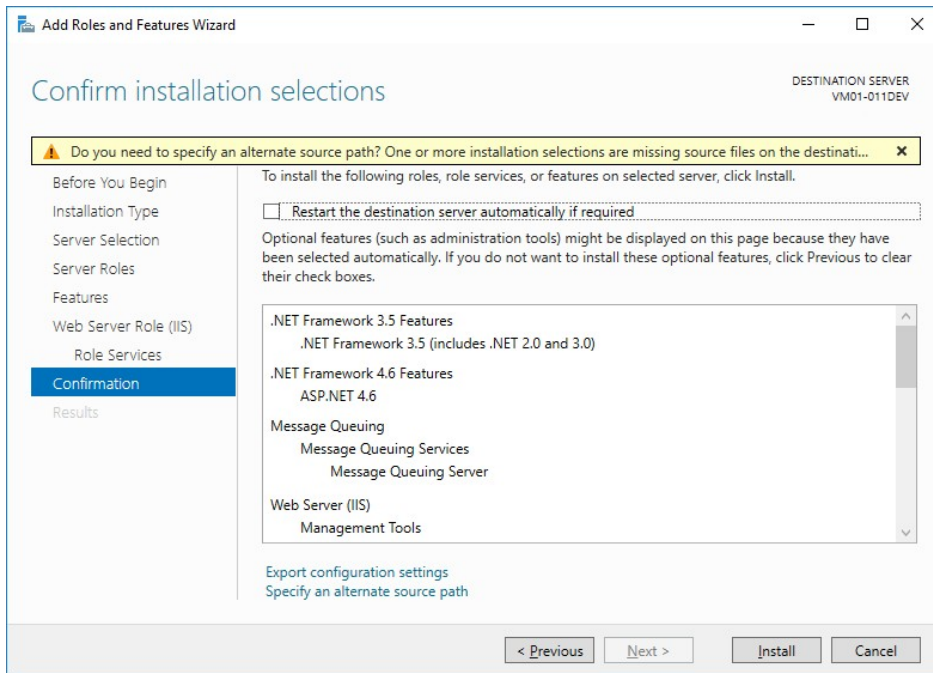 Add Roles and Features Wizard
Confirm installation selections
DESTINATION SERVER
VM01-011DEV
Do you need to specify an alternate source path? One or more installation selections are missing source files on the destinati...
Before You Begin
Installation Type
Server Selection
Server Roles
Features
Web Server Role (IIS)
Role Services
Confirmation
Results
To install the following roles, role services, or features on selected server, click Install.
Restart the destination server automatically if required
Optional features (such as administration tools) might be displayed on this page because they have
been selected automatically. If you do not want to install these optional features, click Previous to clear
their check boxes.
.NET Framework 3.5 Features
.NET Framework 3.5 (includes .NET 2.0 and 3.0)
.NET Framework 4.6 Features
ASP.NET 4.6
Message Queuing
Message Queuing Services
Message Queuing Server
Web Server (IIS)
Management Tools
Export configuration settings
Specify an alternate source path
< Previous
Next >
Install
Cancel